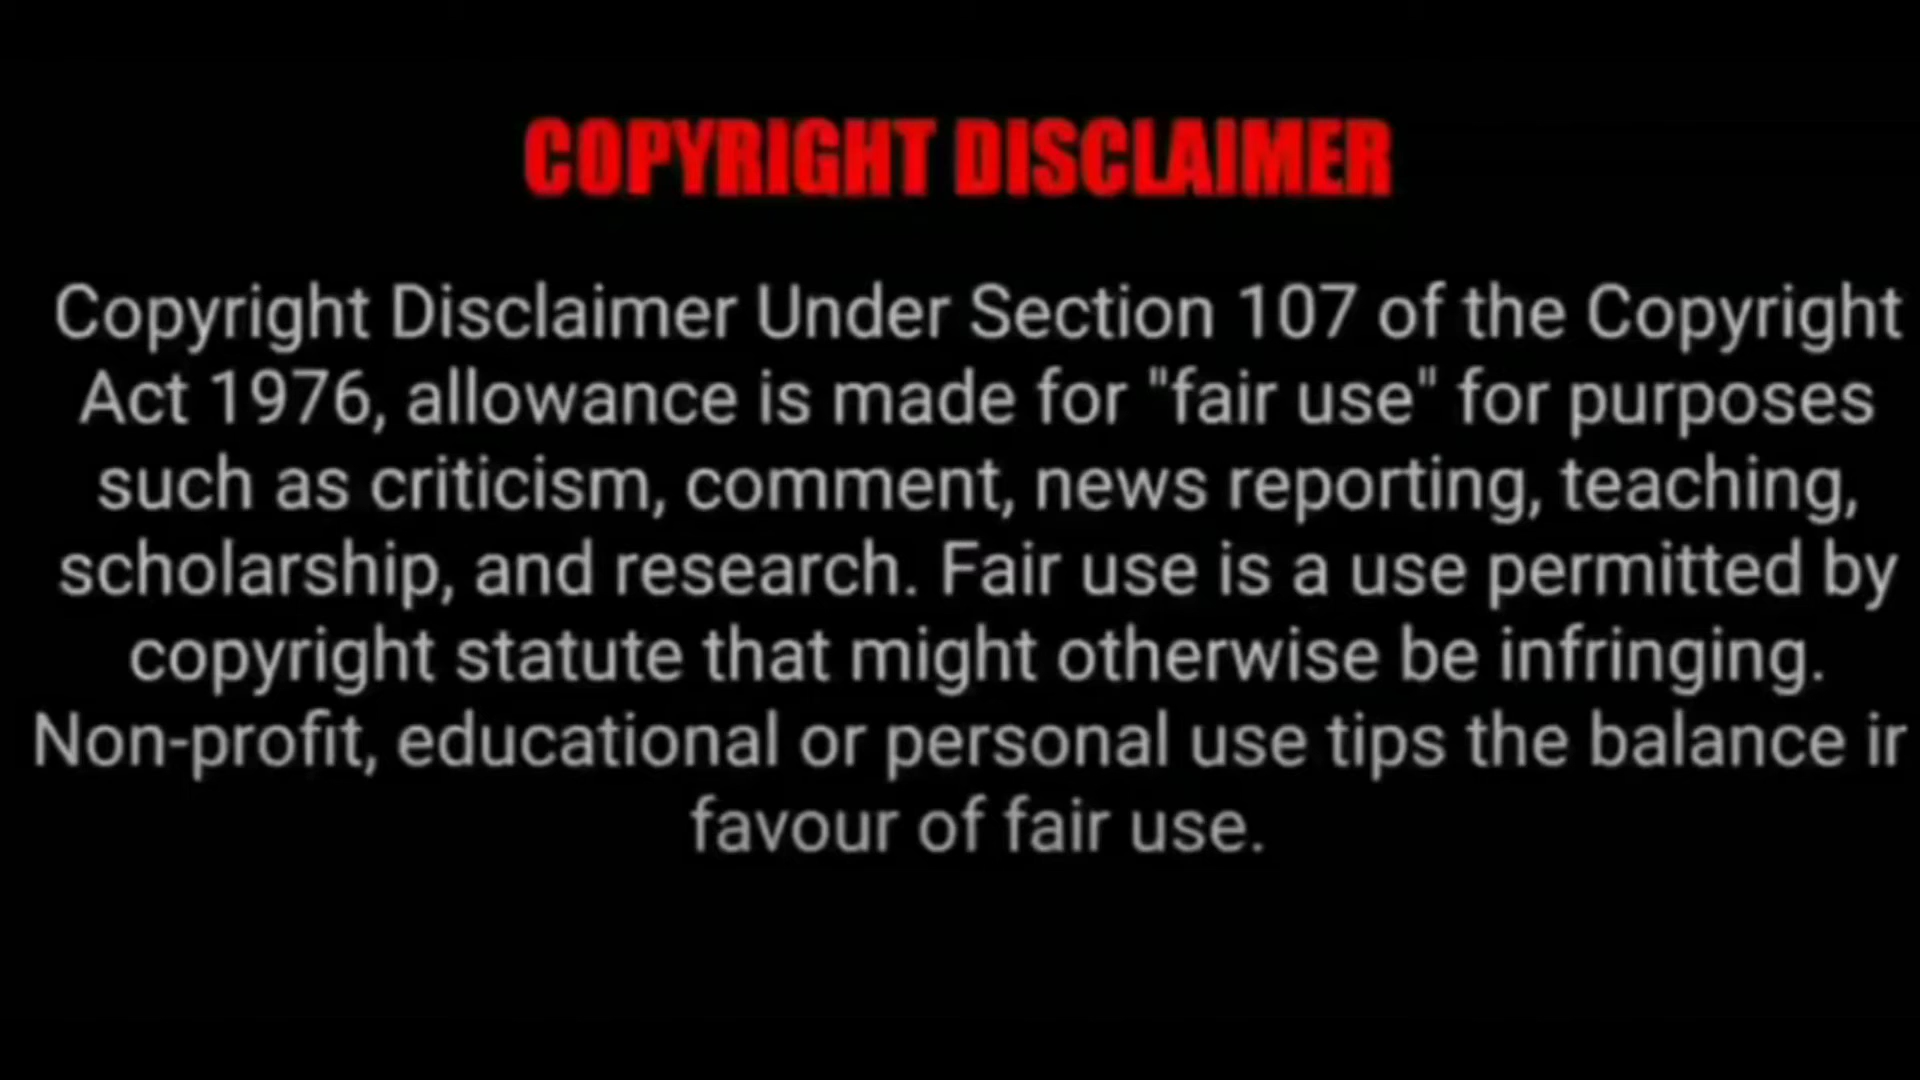 COPYRIGHT DISCLAIMER
Copyright Disclaimer Under Section 107 of the Copyright
Act 1976, allowance is made for "fair use" for purposes
such as criticism, comment, news reporting, teaching,
scholarship, and research. Fair use is a use permitted by
copyright statute that might otherwise be infringing.
Non-profit, educational or personal use tips the balance ir
favour of fair use.